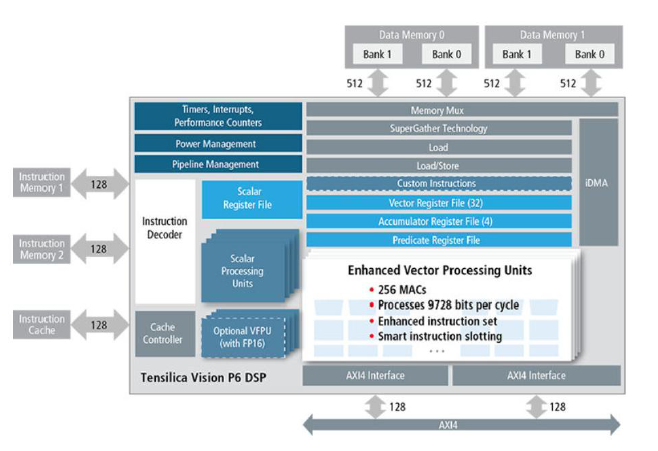 Data Memory 0
Data Memory 1
Bank 1
Bank 0
Bank 1
Bank 0
512
512
512
512
Timers, Interrupts,
Performance Counters
Power Management
Pipeline Management
Memory Mux
SuperGather Technology
Load
Load/Store
Custom Instructions
Vector Register File (32)
Accumulator Register File (4)
Predicate Register File
iDMA
Instruction
Memory 1
128
Instruction
Memory 2
128
Instruction
Cache
128
Instruction
Decoder
Scalar
Register File
Scalar
Processing
Units
Cache
Controller
Optional VFPU
(with FP16)
Enhanced Vector Processing Units
• 256 MACs
• Processes 9728 bits per cycle
• Enhanced instruction set
• Smart instruction slotting
...
Tensilica Vision P6 DSP
AXI4 Interface
AXI4 Interface
128
128
AXI4